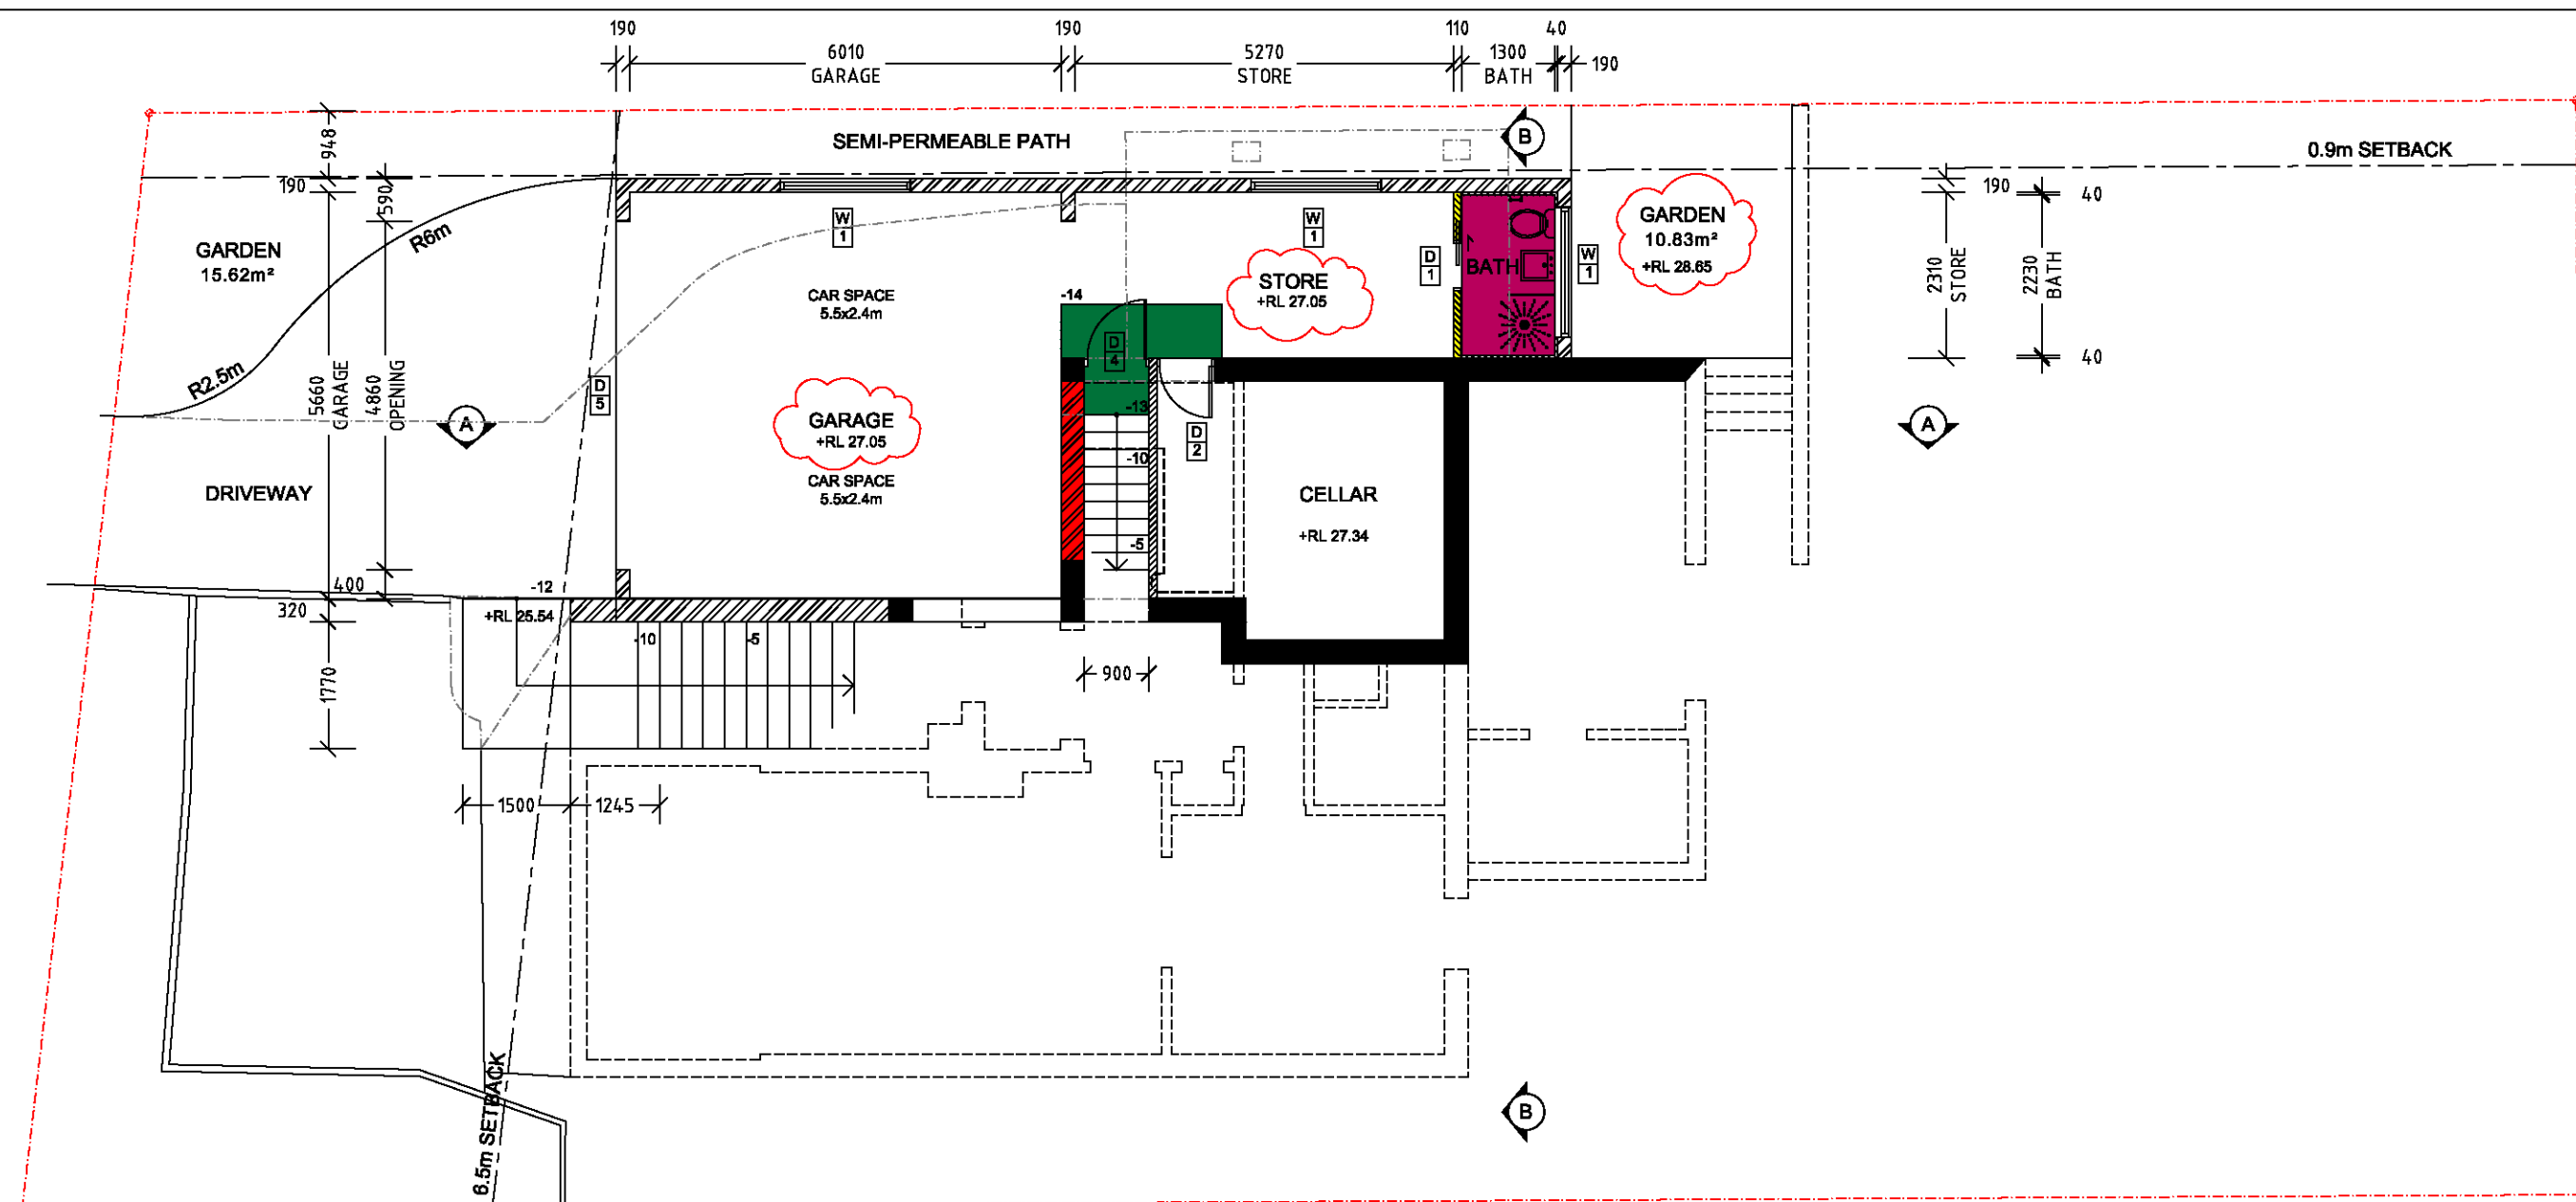 190
190
110
40
6010
GARAGE
5270
STORE
1300
BATH
190
948
SEMI-PERMEABLE PATH
B
0.9m SETBACK
190
590
R6m
GARDEN
15.62m²
W
1
W
1
D
1
BATH
W
1
GARDEN
10.83m²
+RL 28.65
190
40
2310
STORE
2230
BATH
40
CAR SPACE
5.5x2.4m
-14
STORE
+RL 27.05
D
4
R2.5m
5660
GARAGE
4860
OPENING
D
5
A
GARAGE
+RL 27.05
-13
D
2
A
-10
CAR SPACE
5.5x2.4m
DRIVEWAY
CELLAR
+RL 27.34
-5
400
320
-12
+RL 25.54
-10
-5
1770
900
1500
1245
6.5m SETBACK
B